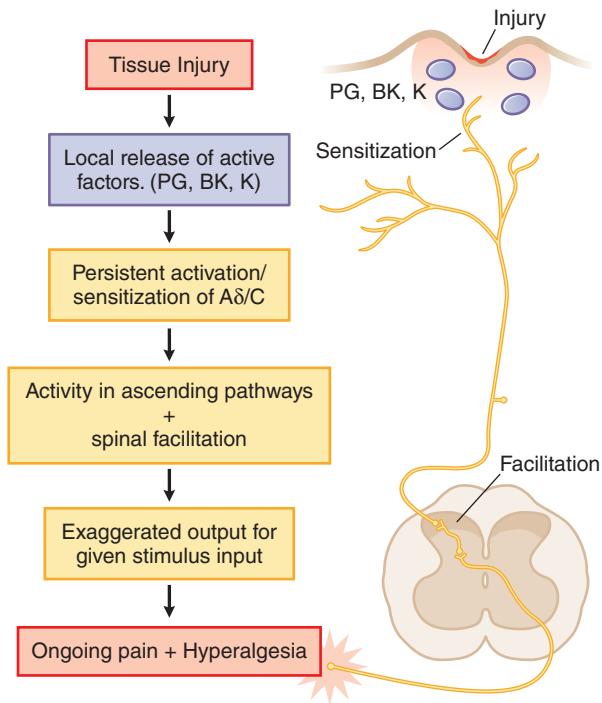 Tissue Injury
Local release of active
factors. (PG, BK, K)
Persistent activation/
sensitization of Aδ/C
Activity in ascending pathways
+
spinal facilitation
Exaggerated output for
given stimulus input
Ongoing pain + Hyperalgesia
Injury
PG, BK, K
Sensitization
Facilitation